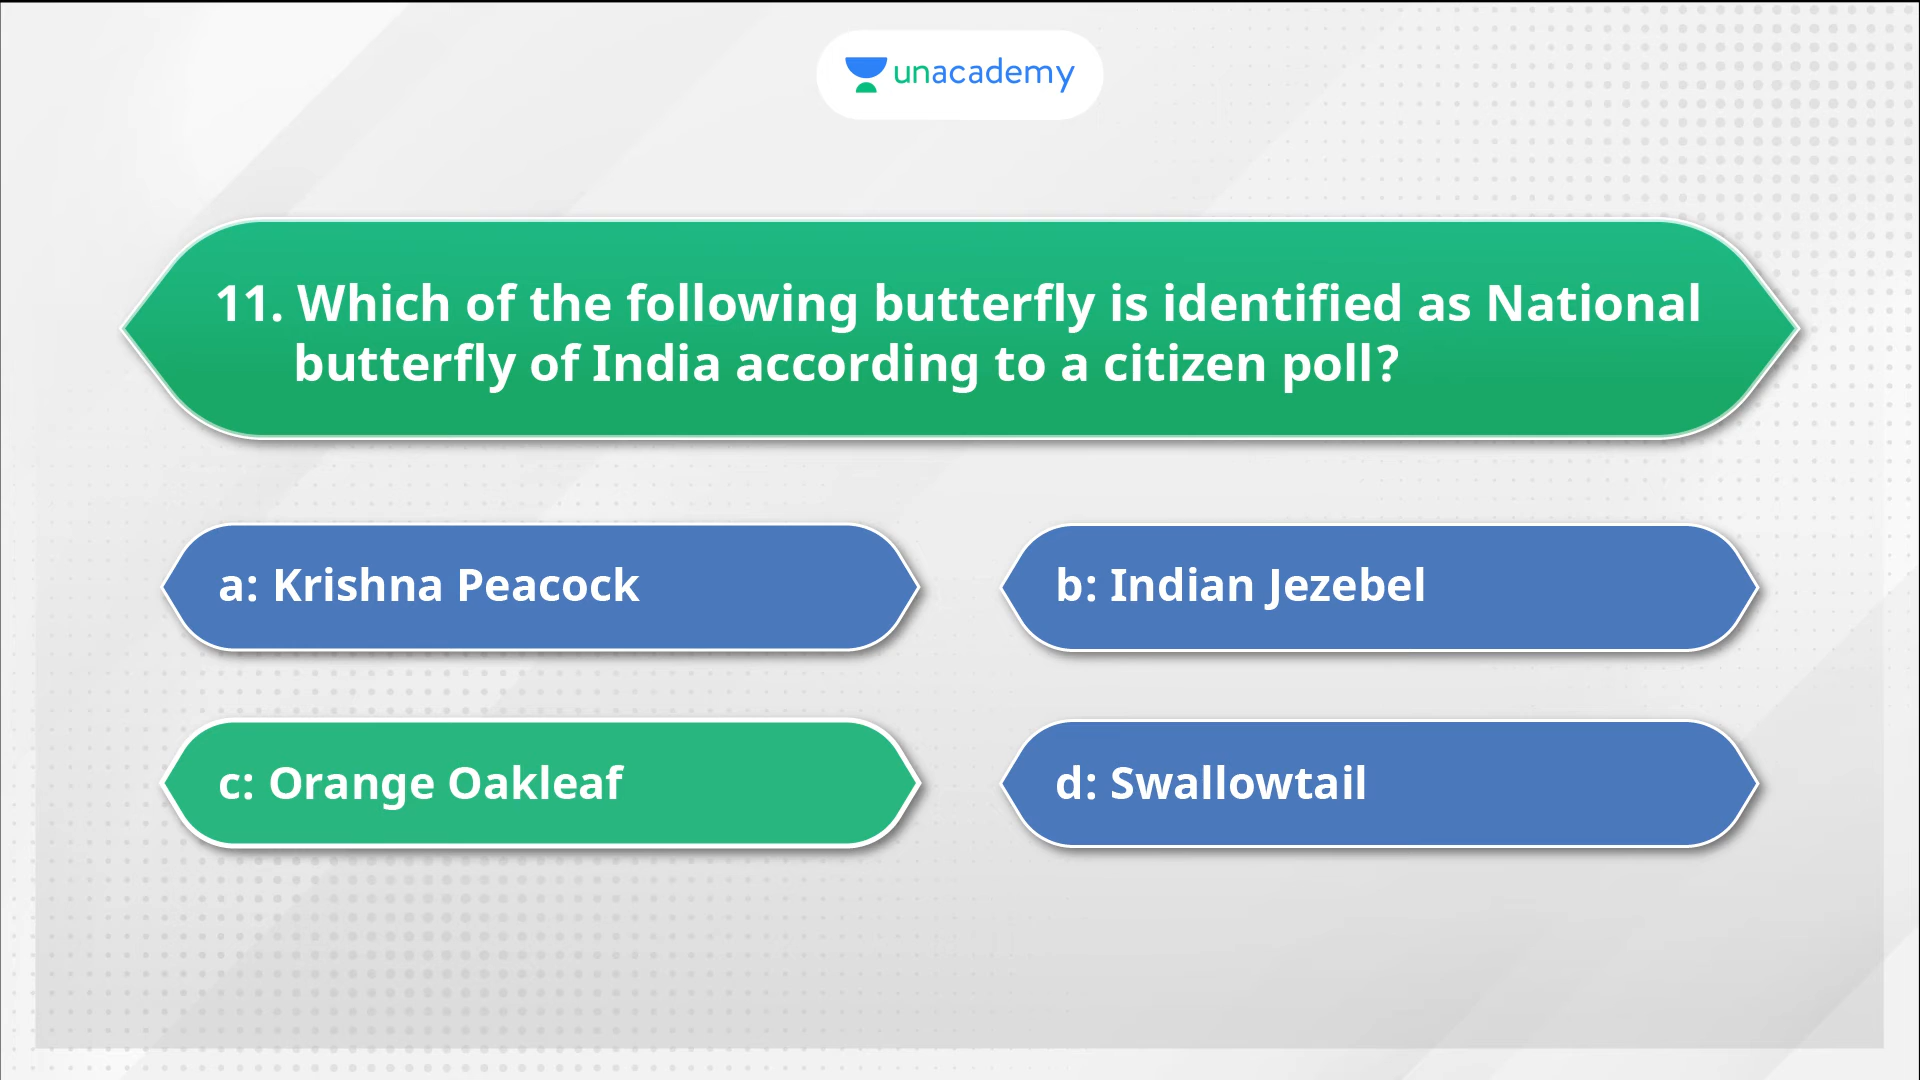 unacademy
11. Which of the following butterfly is identified as National
butterfly of India according to a citizen poll?
a: Krishna Peacock
b: Indian Jezebel
c: Orange Oakleaf
d: Swallowtail